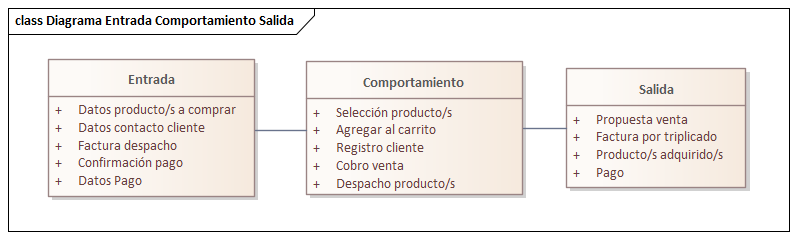 class Diagrama Entrada Comportamiento Salida
Entrada
+ Datos producto/s a comprar
+ Datos contacto cliente
+ Factura despacho
+ Confirmación pago
+ Datos Pago
Comportamiento
+ Selección producto/s
+ Agregar al carrito
+ Registro cliente
+ Cobro venta
+ Despacho producto/s
Salida
+ Propuesta venta
+ Factura por triplicado
+ Producto/s adquirido/s
+ Pago